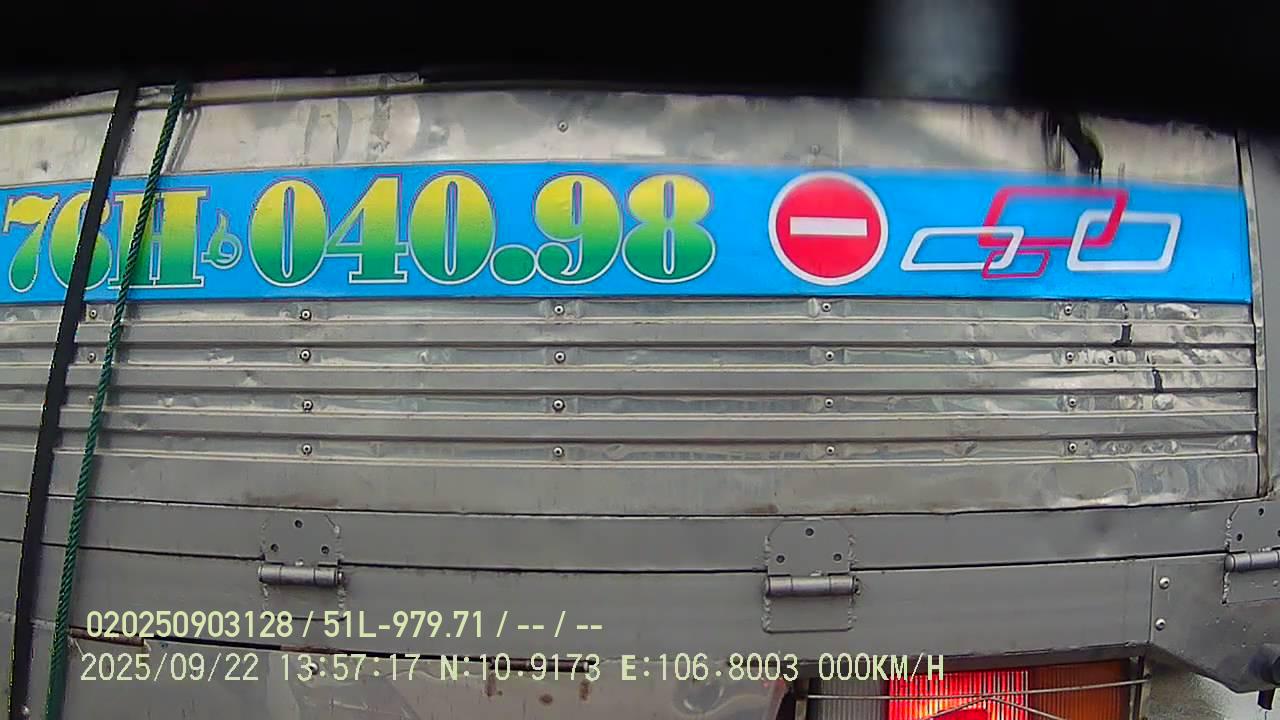 76H-040.98
020250903128 / 51L-979.71 / -- / --
2025/09/22 13:57:17 N:10.9173 E:106.8003 000KM/H